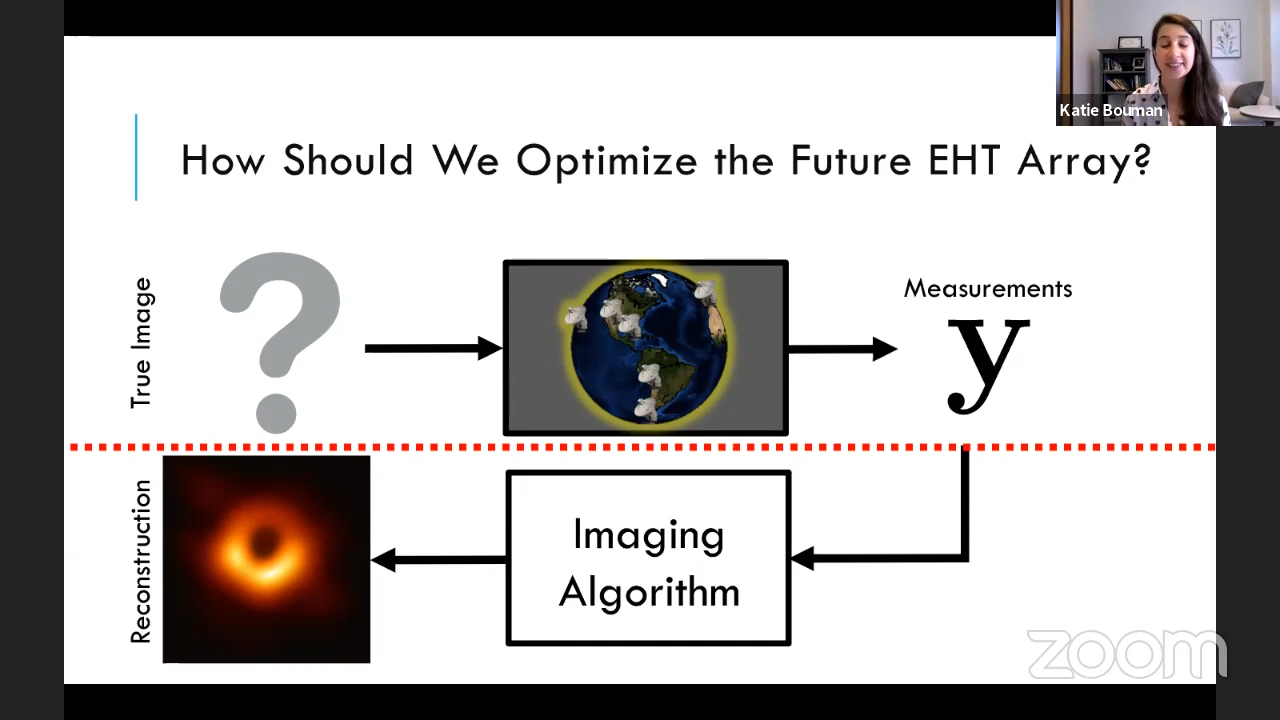 Katie Bouman
How Should We Optimize the Future EHT Array?
True Image
Measurements
y
Reconstruction
Imaging
Algorithm
zoom